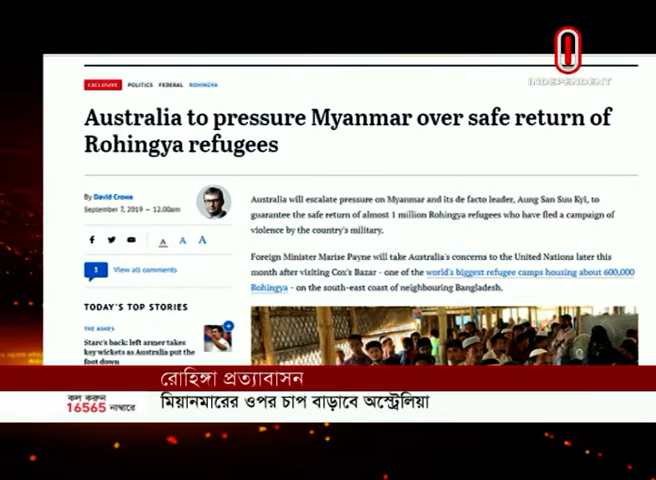 INDEPENDENT
EXCLUSIVE POLITICS FEDERAL ROHINGYA
Australia to pressure Myanmar over safe return of
Rohingya refugees
By David Crowe
September 7, 2019 — 12.00am
A A A
View all comments
TODAY'S TOP STORIES
THE ASHES
Starc's back: left armer takes
key wickets as Australia put the
foot down
Australia will escalate pressure on Myanmar and its de facto leader, Aung San Suu Kyi, to
guarantee the safe return of almost 1 million Rohingya refugees who have fled a campaign of
violence by the country's military.
Foreign Minister Marise Payne will take Australia's concerns to the United Nations later this
month after visiting Cox's Bazar - one of the world's biggest refugee camps housing about 600,000
Rohingya - on the south-east coast of neighbouring Bangladesh.
রোহিঙ্গা প্রত্যাবাসন
কল করুন
16565 নাম্বারে
মিয়ানমারের ওপর চাপ বাড়াবে অস্ট্রেলিয়া